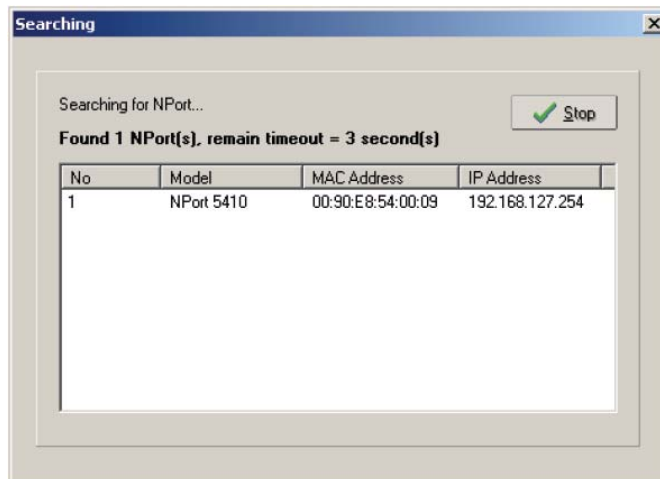 Searching
Searching for NPort...
Stop
Found 1 NPort(s), remain timeout = 3 second(s)
No Model MAC Address IP Address
1 NPort 5410 00:90:E8:54:00:09 192.168.127.254